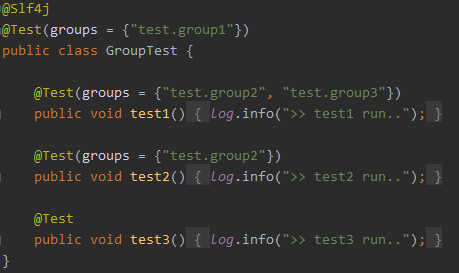 @Slf4j
@Test(groups = {"test.group1"})
public class GroupTest {
@Test(groups = {"test.group2", "test.group3"})
public void test1() { log.info(">> test1 run.."); }
@Test(groups = {"test.group2"})
public void test2() { log.info(">> test2 run.."); }
@Test
public void test3() { log.info(">> test3 run.."); }
}